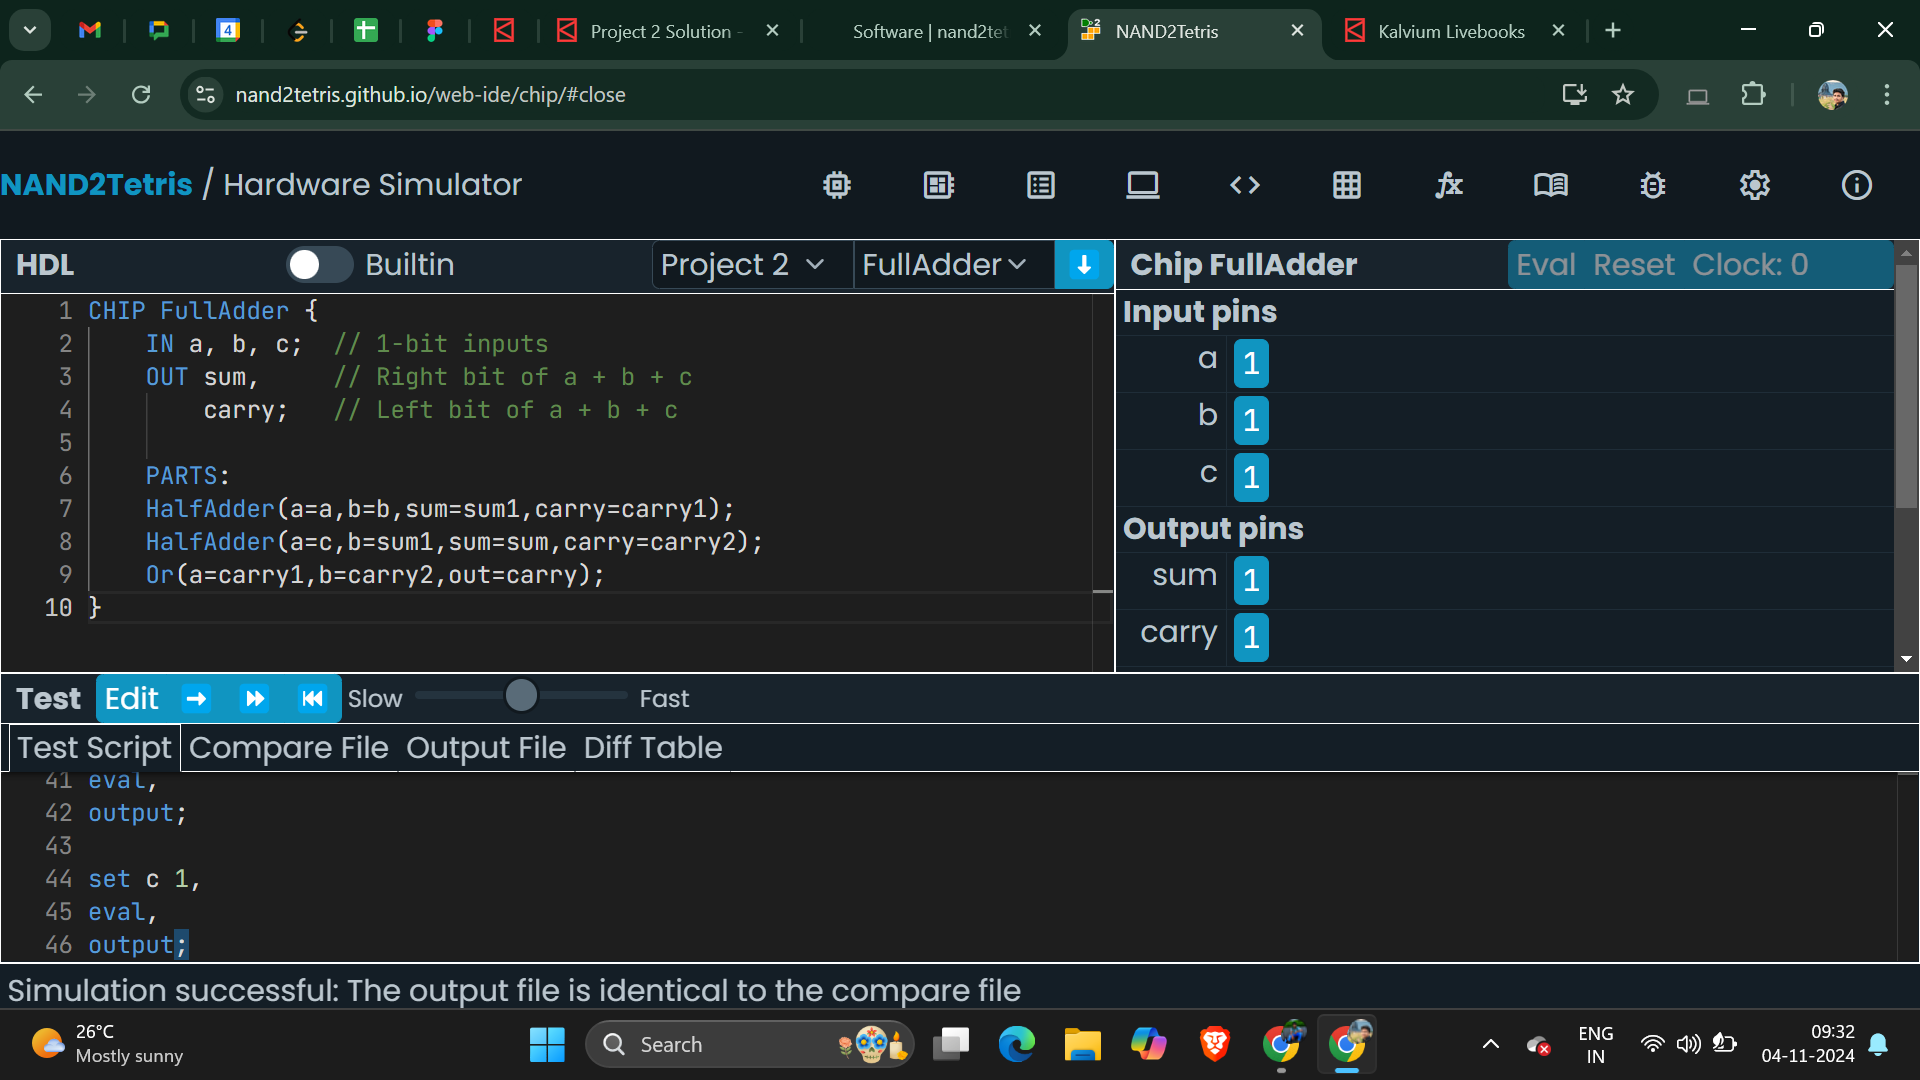 4
Project 2 Solution -
Software | nand2tet
NAND2Tetris
Kalvium Livebooks
nand2tetris.github.io/web-ide/chip/#close
NAND2Tetris / Hardware Simulator
HDL
Builtin
Project 2
FullAdder
Chip FullAdder
Eval Reset Clock: 0
1 CHIP FullAdder {
2 IN a, b, c; // 1-bit inputs
3 OUT sum, // Right bit of a + b + c
4 carry; // Left bit of a + b + c
5
6 PARTS:
7 HalfAdder(a=a,b=b,sum=sum1,carry=carry1);
8 HalfAdder(a=c,b=sum1,sum=sum,carry=carry2);
9 Or(a=carry1,b=carry2,out=carry);
10 }
Input pins
a 1
b 1
c 1
Output pins
sum 1
carry 1
Test Edit Slow Fast
Test Script Compare File Output File Diff Table
41 eval,
42 output;
43
44 set c 1,
45 eval,
46 output;
Simulation successful: The output file is identical to the compare file
26°C
Mostly sunny
Search
ENG
IN
09:32
04-11-2024